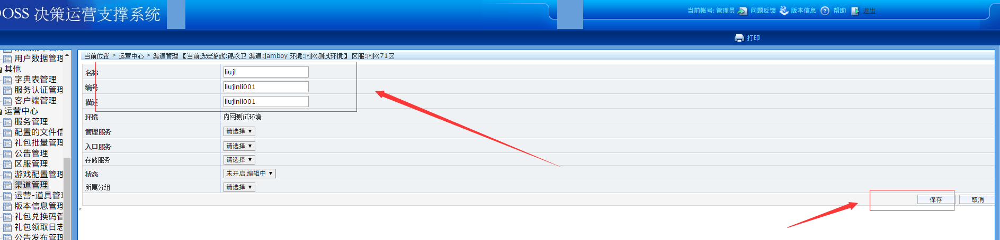 OSS 决策运营支撑系统
当前帐号: 管理员 问题反馈 版本信息 帮助 退出
打印
用户数据管理
其他
字典表管理
服务认证管理
客户端管理
运营中心
服务管理
配置的文件信
礼包批量管理
公告管理
区服管理
游戏配置管理
渠道管理
运营-道具管
版本信息管理
礼包兑换码管
礼包领取日志
公告发布管理
当前位置 > 运营中心 > 渠道管理 【当前选定游戏:锦衣卫 渠道:jamboy 环境:内网测试环境】 区服:内网71区
名称 liujl
编号 liujinli001
描述 liujinli001
环境 内网测试环境
管理服务 请选择 ▼
入口服务 请选择 ▼
存储服务 请选择 ▼
状态 未开启,编辑中 ▼
所属分组 请选择 ▼
保存 取消